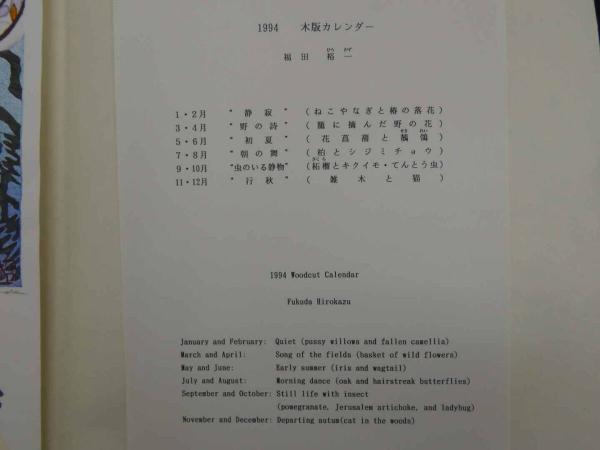 1994 木版カレンダー
ひろ かず
福田 裕一
1・2月 "静寂" (ねこやなぎと椿の落花)
3・4月 "野の詩" (籠に摘んだ野の花)
せき れい
5・6月 "初夏" (花菖蒲と鶺鴒)
7・8月 "朝の舞" (柏とシジミチョウ)
9・10月 "虫のいる静物" (柘榴とキクイモ・てんとう虫)
ざくろ
11・12月 "行秋" (雑木と猫)
1994 Woodcut Calendar
Fukuda Hirokazu
January and February: Quiet (pussy willows and fallen camellia)
March and April: Song of the fields (basket of wild flowers)
May and June: Early summer (iris and wagtail)
July and August: Morning dance (oak and hairstreak butterflies)
September and October: Still life with insect
(pomegranate, Jerusalem artichoke, and ladybug)
November and December: Departing autum(cat in the woods)